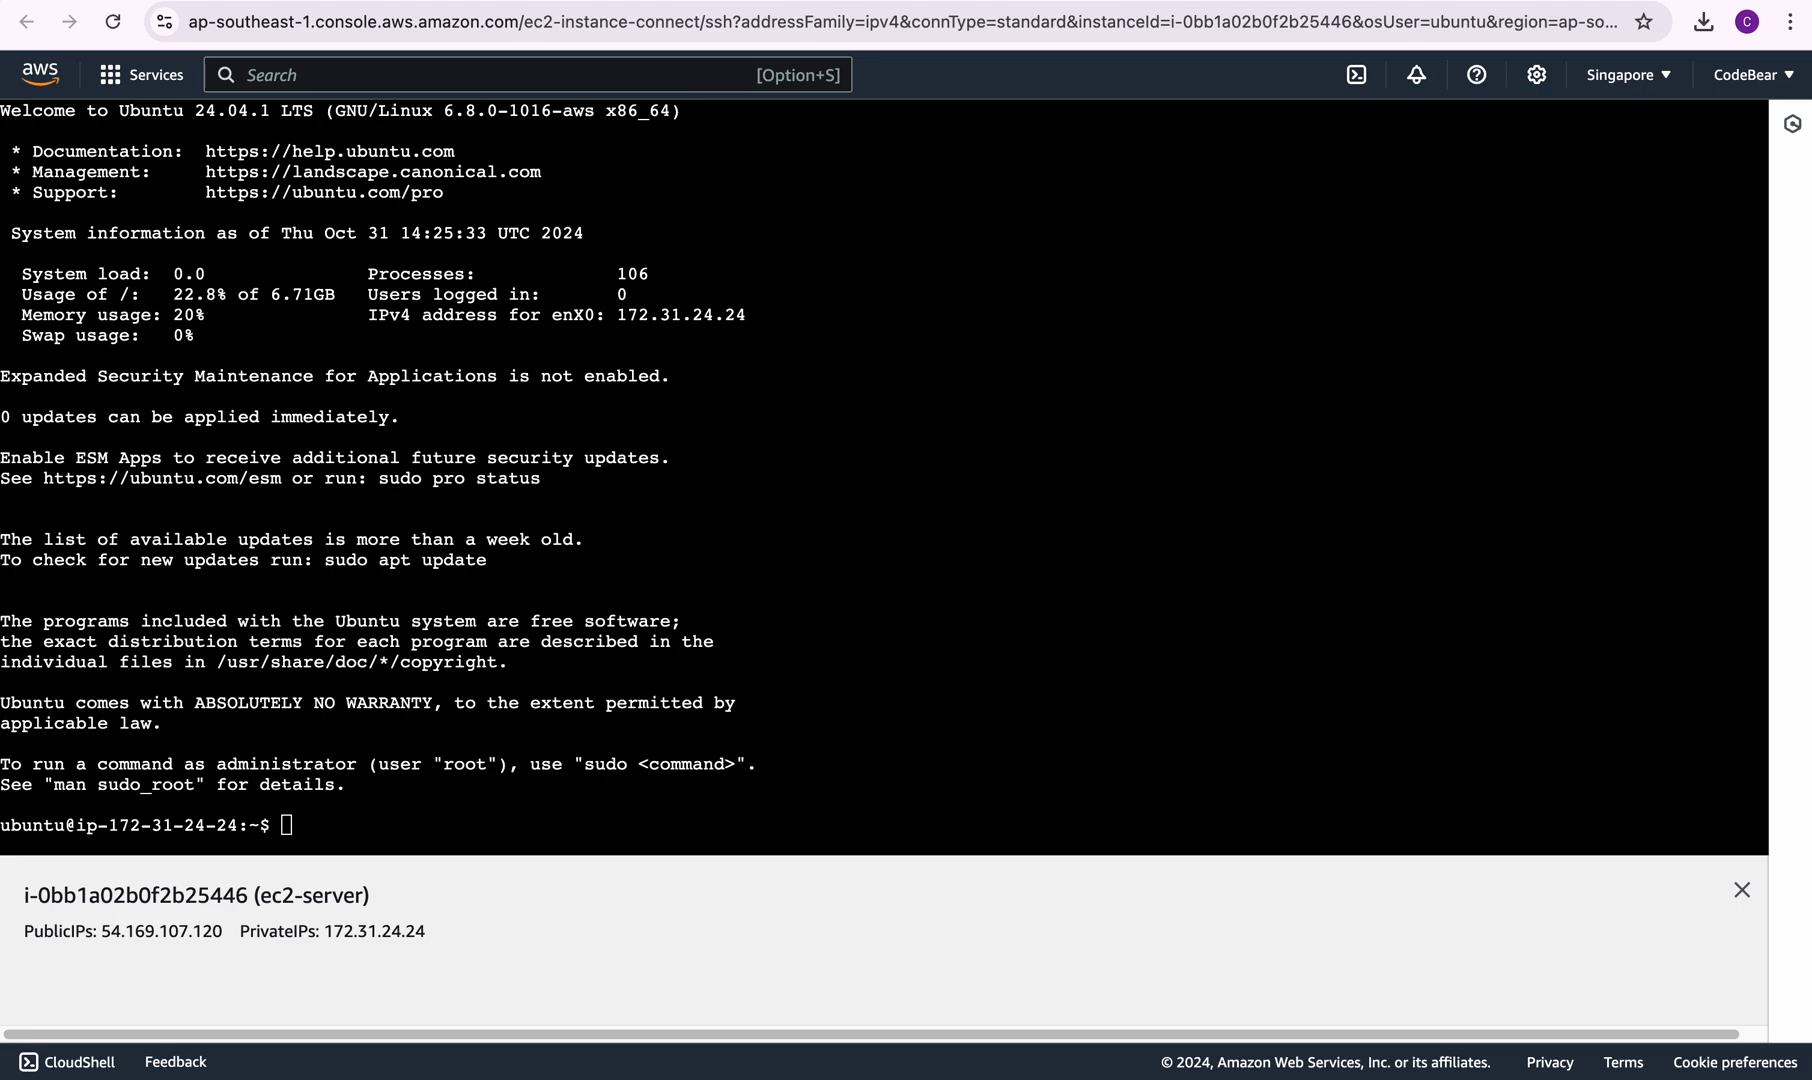 ap-southeast-1.console.aws.amazon.com/ec2-instance-connect/ssh?addressFamily=ipv4&connType=standard&instanceId=i-0bb1a02b0f2b25446&osUser=ubuntu&region=ap-so...
C
aws
Services
Search
[Option+S]
Singapore
CodeBear
Welcome to Ubuntu 24.04.1 LTS (GNU/Linux 6.8.0-1016-aws x86_64)
* Documentation: https://help.ubuntu.com
* Management: https://landscape.canonical.com
* Support: https://ubuntu.com/pro
System information as of Thu Oct 31 14:25:33 UTC 2024
System load: 0.0 Processes: 106
Usage of /: 22.8% of 6.71GB Users logged in: 0
Memory usage: 20% IPv4 address for enX0: 172.31.24.24
Swap usage: 0%
Expanded Security Maintenance for Applications is not enabled.
0 updates can be applied immediately.
Enable ESM Apps to receive additional future security updates.
See https://ubuntu.com/esm or run: sudo pro status
The list of available updates is more than a week old.
To check for new updates run: sudo apt update
The programs included with the Ubuntu system are free software;
the exact distribution terms for each program are described in the
individual files in /usr/share/doc/*/copyright.
Ubuntu comes with ABSOLUTELY NO WARRANTY, to the extent permitted by
applicable law.
To run a command as administrator (user "root"), use "sudo <command>".
See "man sudo_root" for details.
ubuntu@ip-172-31-24-24:~$
i-0bb1a02b0f2b25446 (ec2-server)
PublicIPs: 54.169.107.120 PrivateIPs: 172.31.24.24
CloudShell
Feedback
© 2024, Amazon Web Services, Inc. or its affiliates.
Privacy
Terms
Cookie preferences